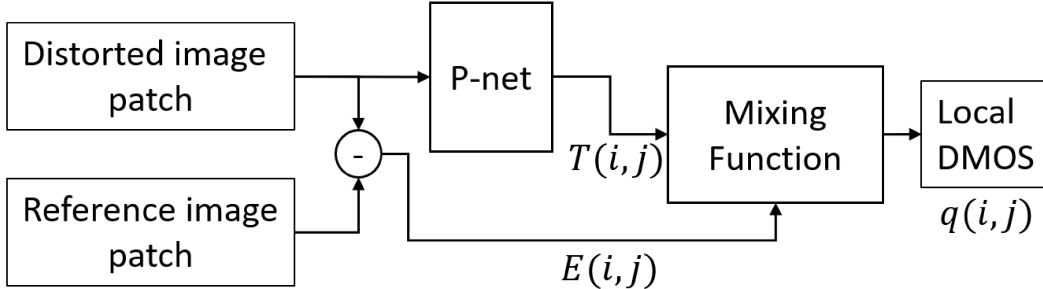 Distorted image
patch
P-net
Mixing
Function
Local
DMOS
-
T(i,j)
q(i,j)
Reference image
patch
E(i,j)